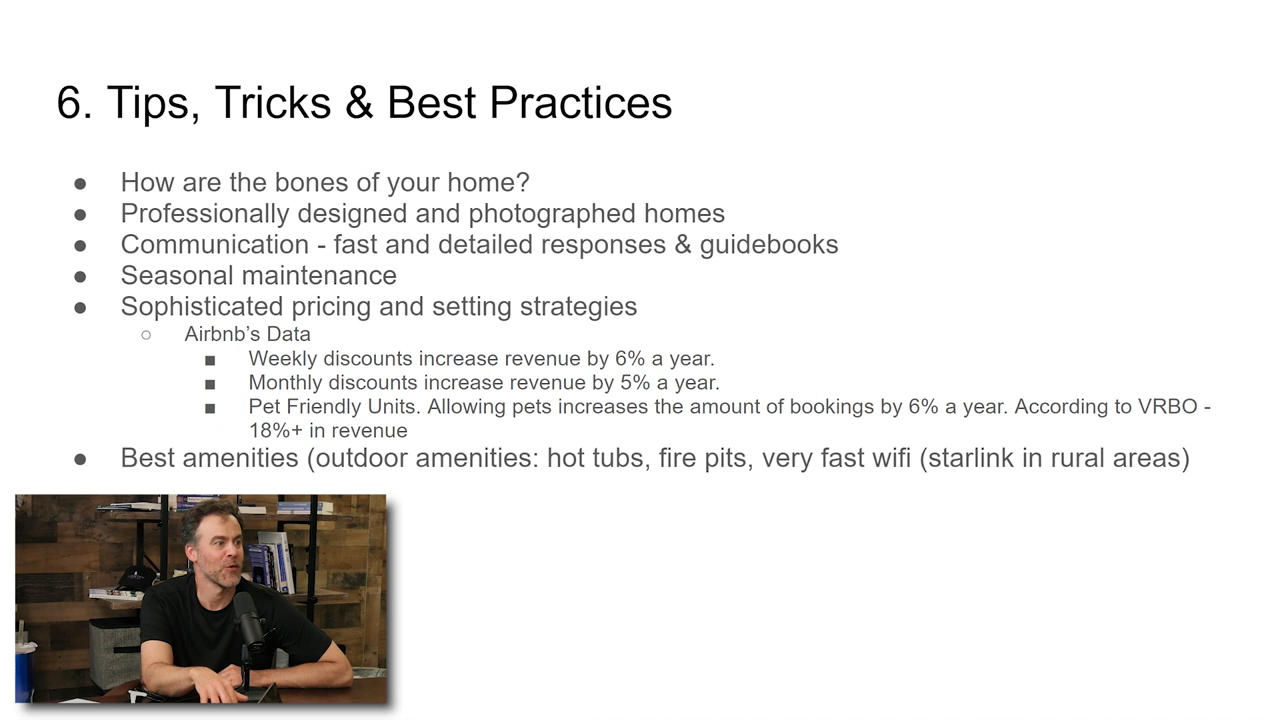 6. Tips, Tricks & Best Practices
● How are the bones of your home?
● Professionally designed and photographed homes
● Communication - fast and detailed responses & guidebooks
● Seasonal maintenance
● Sophisticated pricing and setting strategies
○ Airbnb’s Data
■ Weekly discounts increase revenue by 6% a year.
■ Monthly discounts increase revenue by 5% a year.
■ Pet Friendly Units. Allowing pets increases the amount of bookings by 6% a year. According to VRBO -
18%+ in revenue
● Best amenities (outdoor amenities: hot tubs, fire pits, very fast wifi (starlink in rural areas)